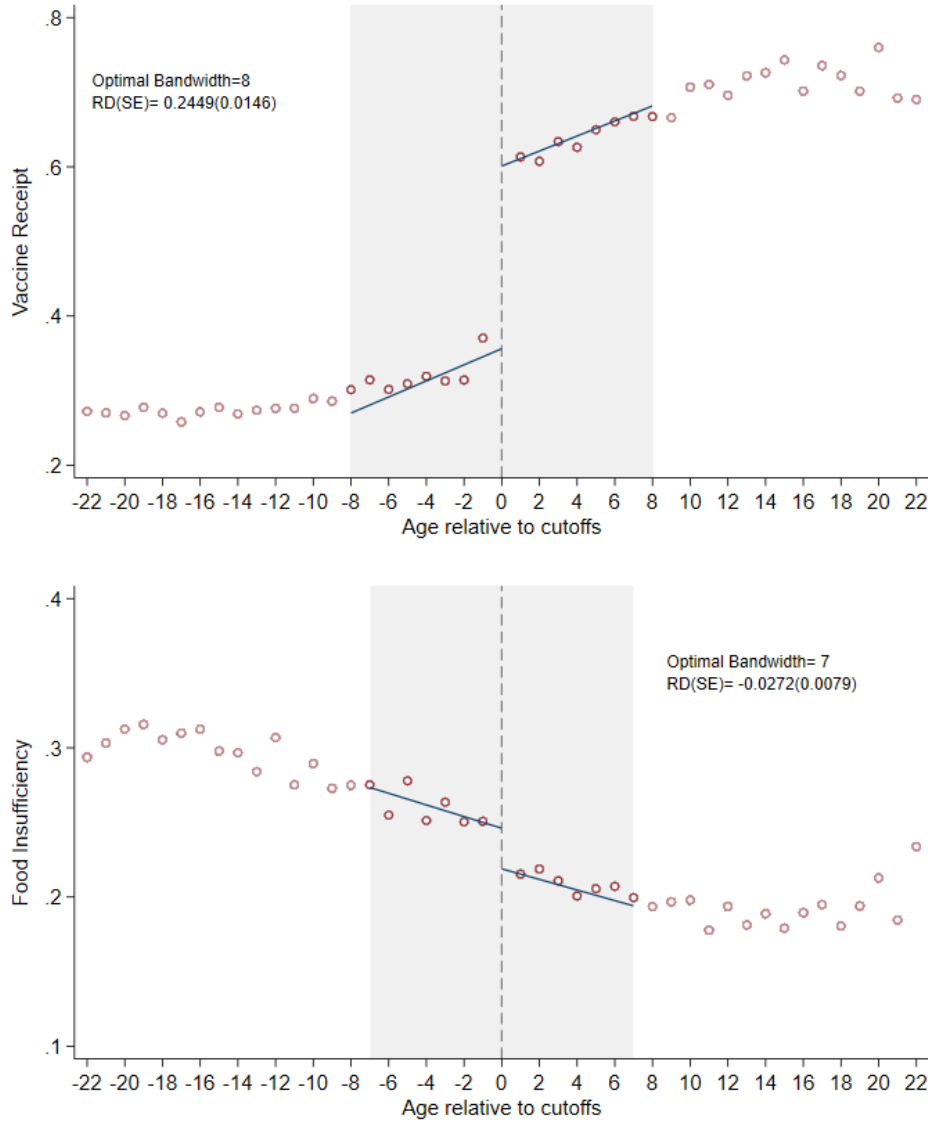 .8
Optimal Bandwidth=8
RD(SE)= 0.2449(0.0146)
.6
Vaccine Receipt
.4
.2
-22 -20 -18 -16 -14 -12 -10 -8 -6 -4 -2 0 2 4 6 8 10 12 14 16 18 20 22
Age relative to cutoffs
.4
Optimal Bandwidth= 7
RD(SE)= -0.0272(0.0079)
.3
Food Insufficiency
.2
.1
-22 -20 -18 -16 -14 -12 -10 -8 -6 -4 -2 0 2 4 6 8 10 12 14 16 18 20 22
Age relative to cutoffs